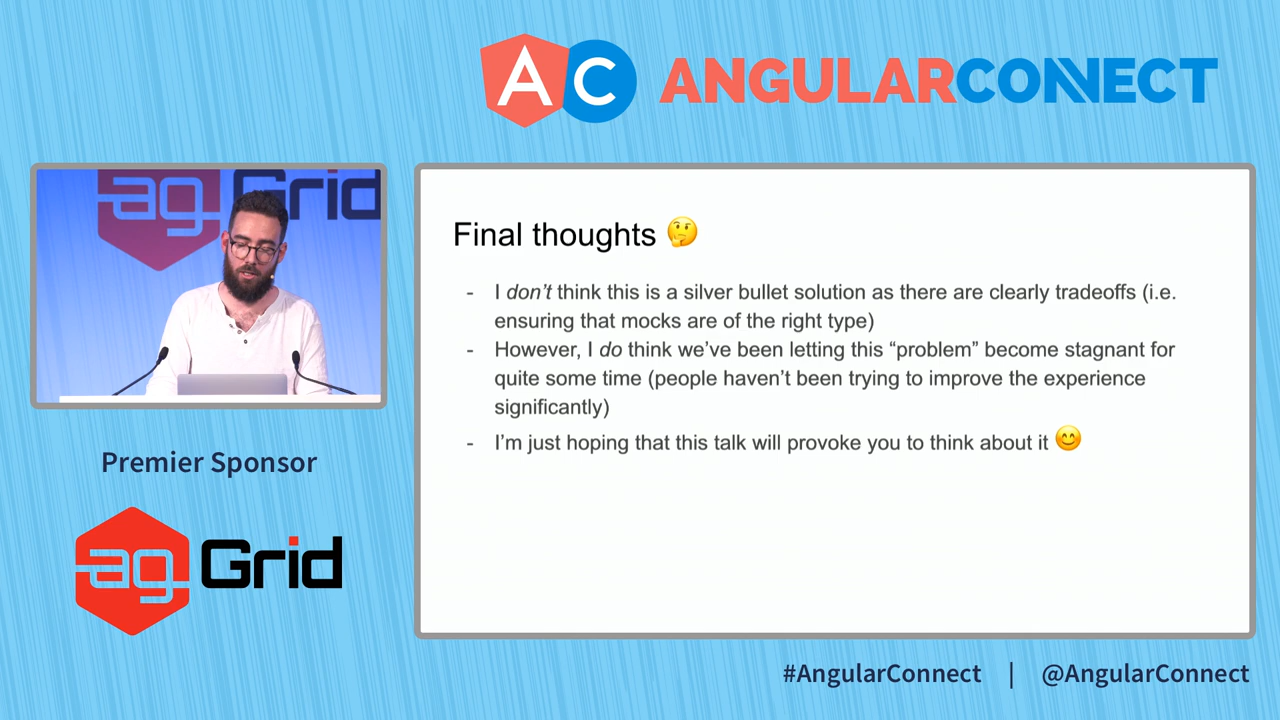 AC ANGULARCONNECT
ag Grid
Final thoughts 🤔
- I don't think this is a silver bullet solution as there are clearly tradeoffs (i.e.
ensuring that mocks are of the right type)
- However, I do think we've been letting this “problem” become stagnant for
quite some time (people haven't been trying to improve the experience
significantly)
- I'm just hoping that this talk will provoke you to think about it 😊
Premier Sponsor
ag Grid
#AngularConnect | @AngularConnect